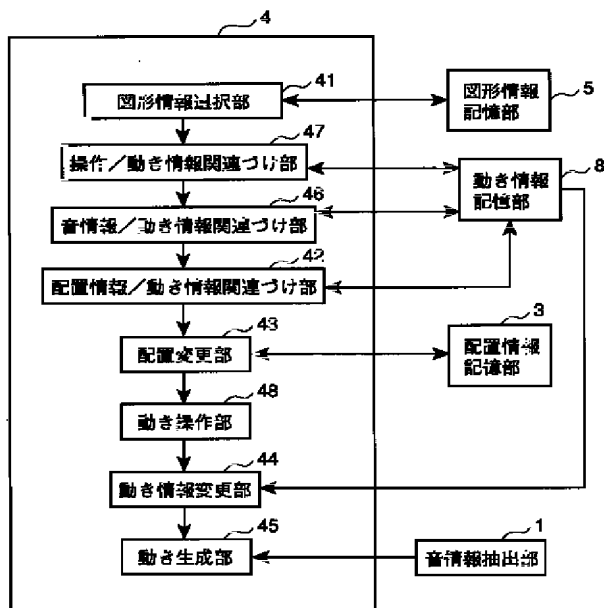 4
41
図形情報選択部
図形情報
記憶部
5
47
操作／動き情報関連づけ部
8
動き情報
記憶部
46
音情報／動き情報関連づけ部
42
配置情報／動き情報関連づけ部
43
配置変更部
3
配置情報
記憶部
48
動き操作部
44
動き情報変更部
45
動き生成部
1
音情報抽出部